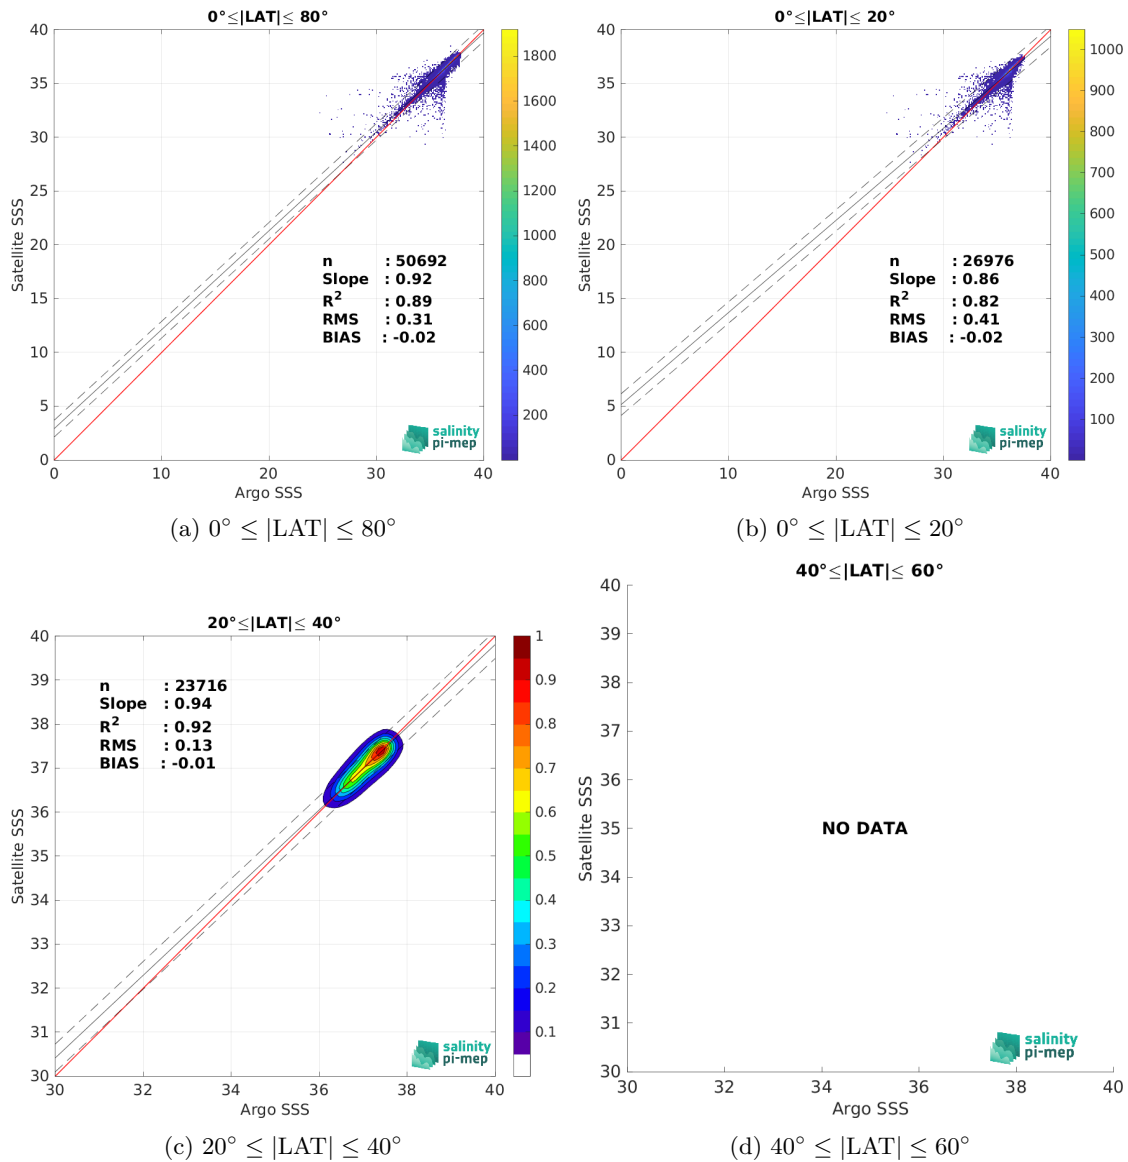 0°≤|LAT|≤ 80°
40
35
30
25
20
15
10
5
0
0
10
20
30
40
Satellite SSS
Argo SSS
n : 50692
Slope : 0.92
R² : 0.89
RMS : 0.31
BIAS : -0.02
salinity
pi-mep
1800
1600
1400
1200
1000
800
600
400
200
(a) 0° ≤ |LAT| ≤ 80°
0°≤|LAT|≤ 20°
40
35
30
25
20
15
10
5
0
0
10
20
30
40
Satellite SSS
Argo SSS
n : 26976
Slope : 0.86
R² : 0.82
RMS : 0.41
BIAS : -0.02
salinity
pi-mep
1000
900
800
700
600
500
400
300
200
100
(b) 0° ≤ |LAT| ≤ 20°
20°≤|LAT|≤ 40°
40
39
38
37
36
35
34
33
32
31
30
30
32
34
36
38
40
Satellite SSS
Argo SSS
n : 23716
Slope : 0.94
R² : 0.92
RMS : 0.13
BIAS : -0.01
salinity
pi-mep
1
0.9
0.8
0.7
0.6
0.5
0.4
0.3
0.2
0.1
(c) 20° ≤ |LAT| ≤ 40°
40°≤|LAT|≤ 60°
40
39
38
37
36
35
34
33
32
31
30
30
32
34
36
38
40
Satellite SSS
Argo SSS
NO DATA
salinity
pi-mep
(d) 40° ≤ |LAT| ≤ 60°